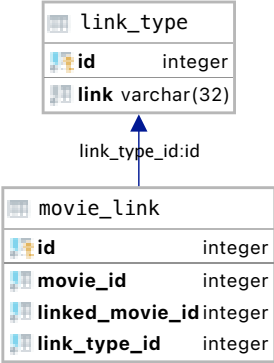 link_type
id integer
link varchar(32)
link_type_id:id
movie_link
id integer
movie_id integer
linked_movie_id integer
link_type_id integer